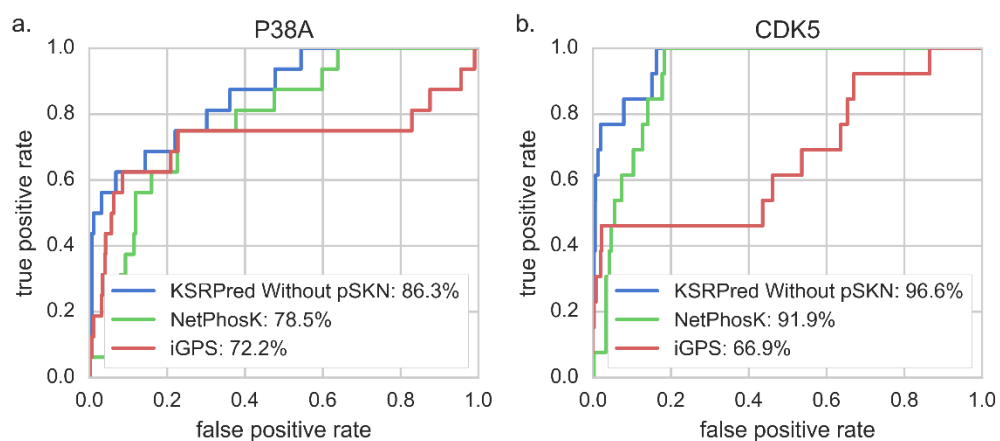 a.
P38A
1.0
0.8
0.6
0.4
0.2
0.0
true positive rate
KSRPred Without pSKN: 86.3%
NetPhosK: 78.5%
iGPS: 72.2%
0.0 0.2 0.4 0.6 0.8 1.0
false positive rate
b.
CDK5
1.0
0.8
0.6
0.4
0.2
0.0
true positive rate
KSRPred Without pSKN: 96.6%
NetPhosK: 91.9%
iGPS: 66.9%
0.0 0.2 0.4 0.6 0.8 1.0
false positive rate